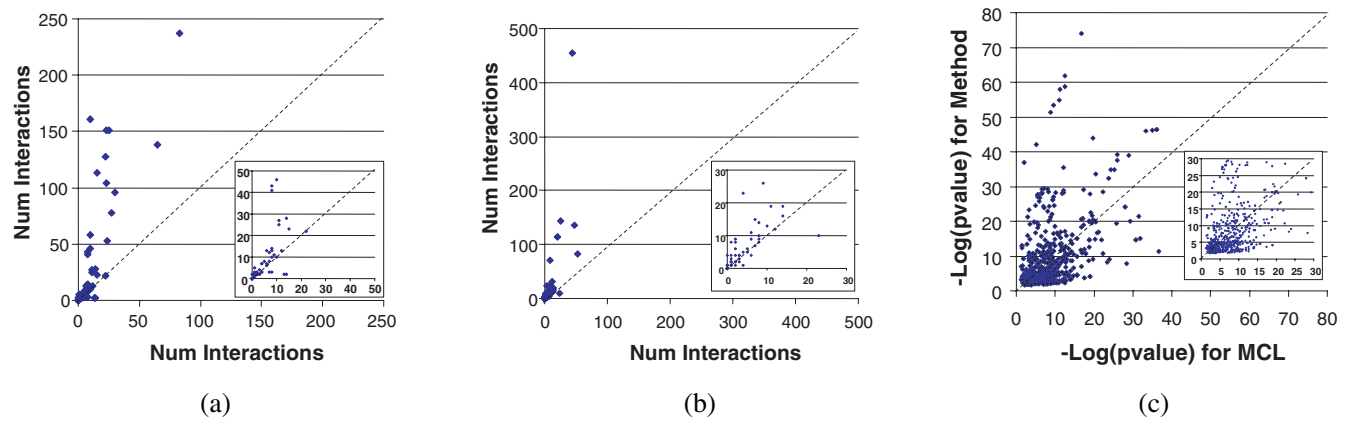 250
200
150
100
50
0
Num Interactions
0 50 100 150 200 250
Num Interactions
50
40
30
20
10
0
0 10 20 30 40 50
(a)
500
400
300
200
100
0
Num Interactions
0 100 200 300 400 500
Num Interactions
30
20
10
0
0 10 20 30
(b)
80
70
60
50
40
30
20
10
0
-Log(pvalue) for Method
0 10 20 30 40 50 60 70 80
-Log(pvalue) for MCL
30
25
20
15
10
5
0
0 5 10 15 20 25 30
(c)